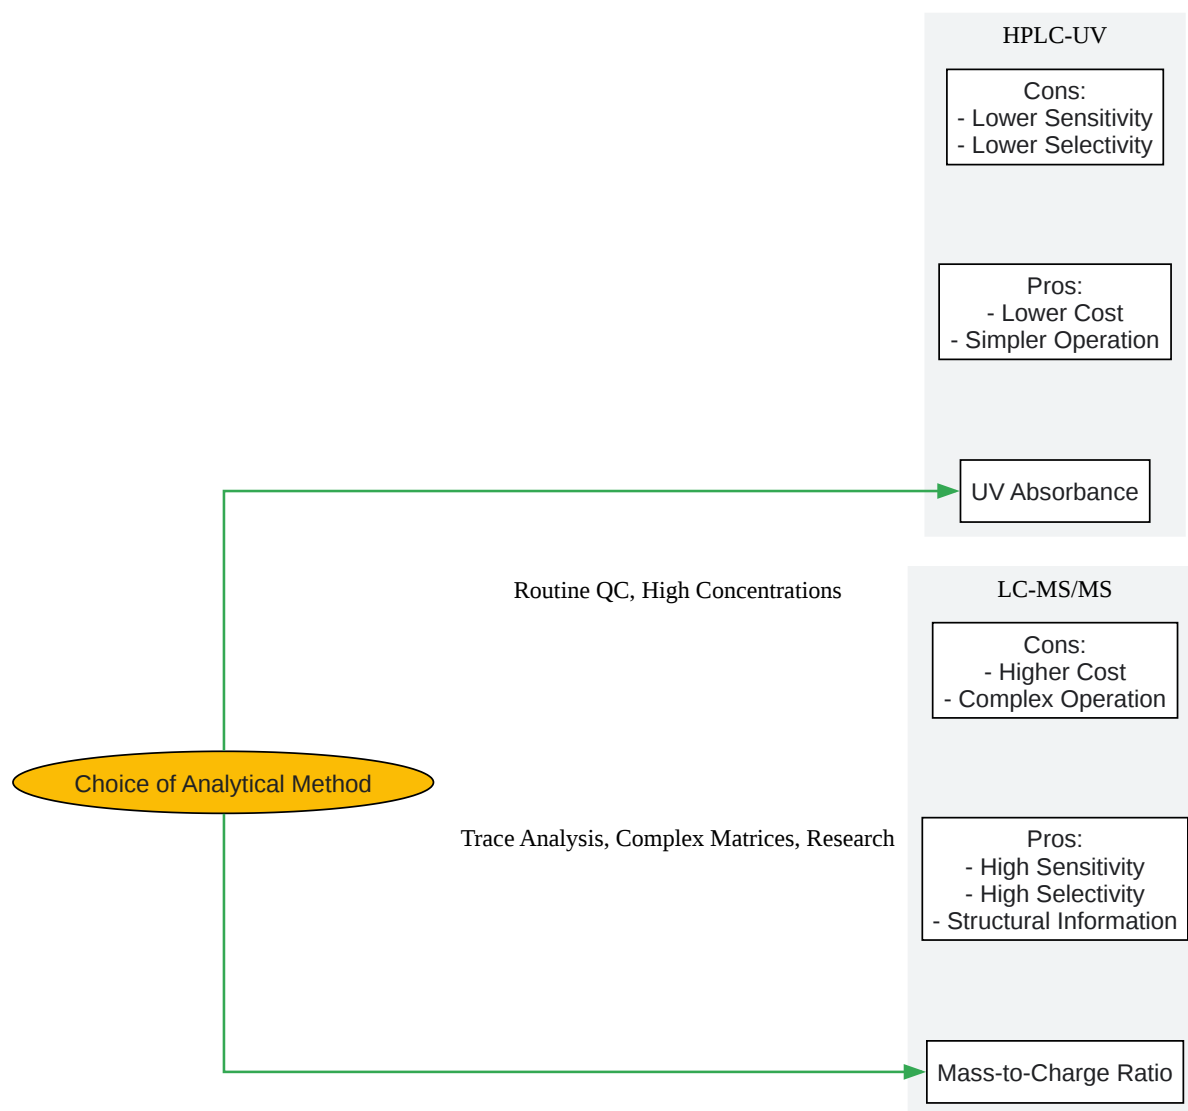 HPLC-UV
Cons:
- Lower Sensitivity
- Lower Selectivity
Pros:
- Lower Cost
- Simpler Operation
UV Absorbance
Routine QC, High Concentrations
LC-MS/MS
Cons:
- Higher Cost
- Complex Operation
Choice of Analytical Method
Trace Analysis, Complex Matrices, Research
Pros:
- High Sensitivity
- High Selectivity
- Structural Information
Mass-to-Charge Ratio